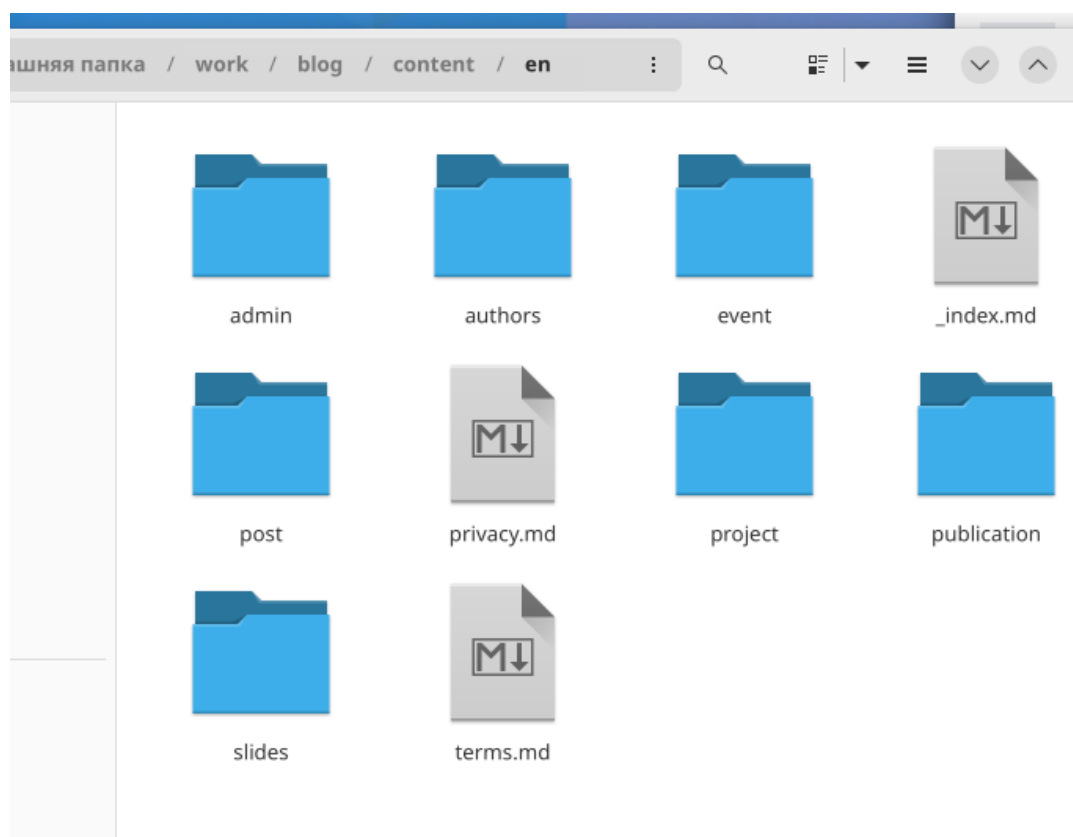 ашняя папка / work / blog / content / en
admin authors event _index.md
post privacy.md project publication
slides terms.md